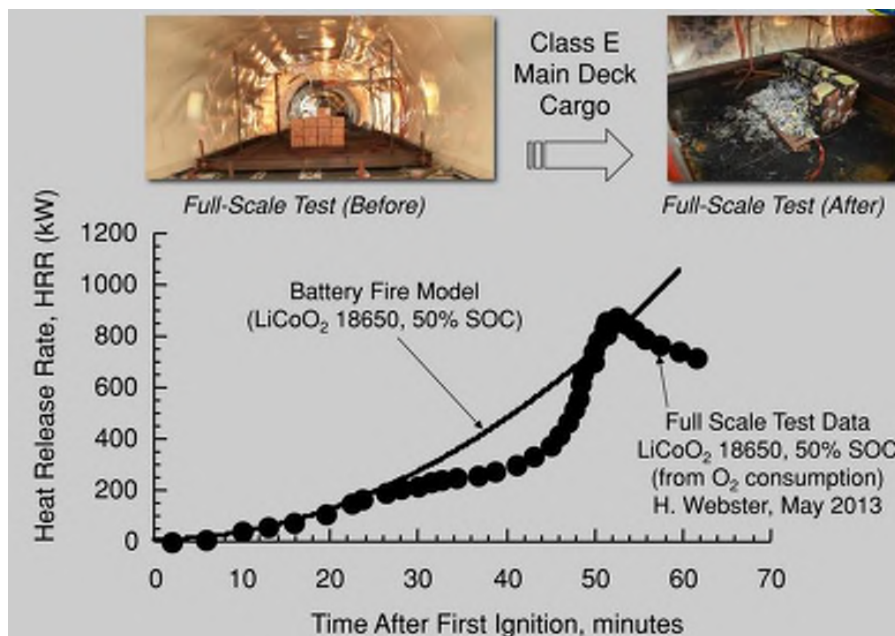 Class E
Main Deck
Cargo
Full-Scale Test (Before)
Full-Scale Test (After)
Heat Release Rate, HRR (kW)
1200
1000
800
600
400
200
0
Battery Fire Model
(LiCoO₂ 18650, 50% SOC)
Full Scale Test Data
LiCoO₂ 18650, 50% SOC
(from O₂ consumption)
H. Webster, May 2013
0 10 20 30 40 50 60 70
Time After First Ignition, minutes